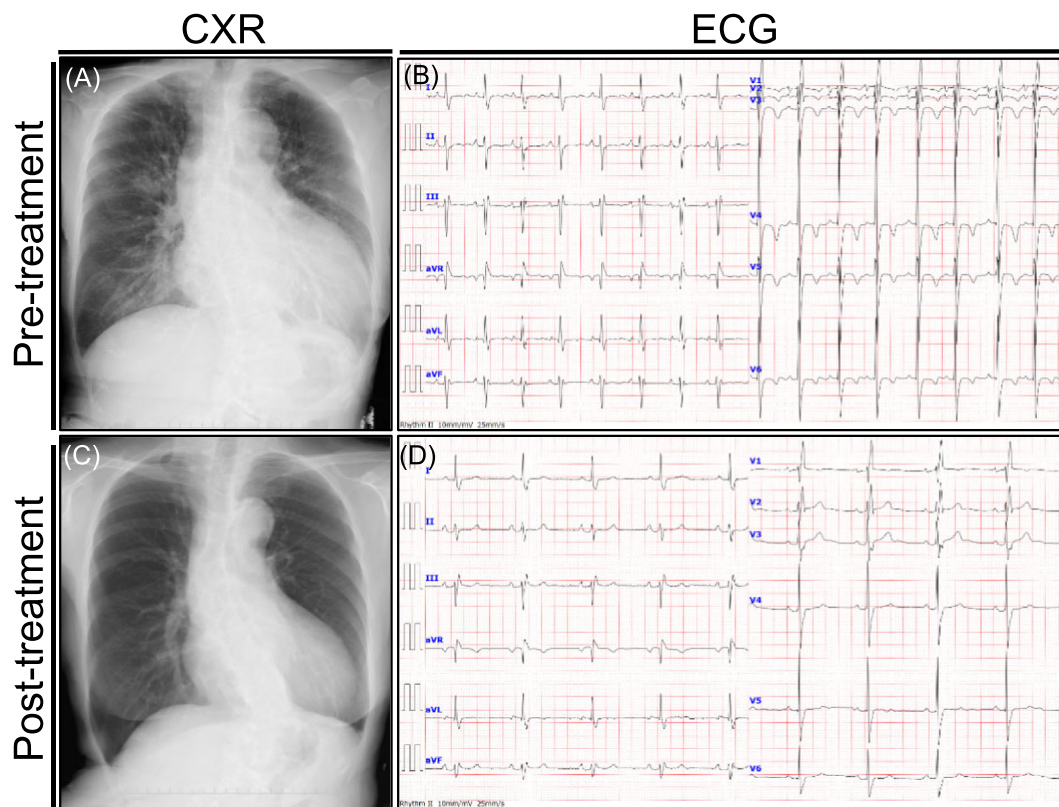 CXR
ECG
Pre-treatment
(A)
(B)
I
II
III
aVR
aVL
aVF
V1
V2
V3
V4
V5
V6
Rhythm II 10mm/mV 25mm/s
Post-treatment
(C)
(D)
I
II
III
aVR
aVL
aVF
V1
V2
V3
V4
V5
V6
Rhythm II 10mm/mV 25mm/s